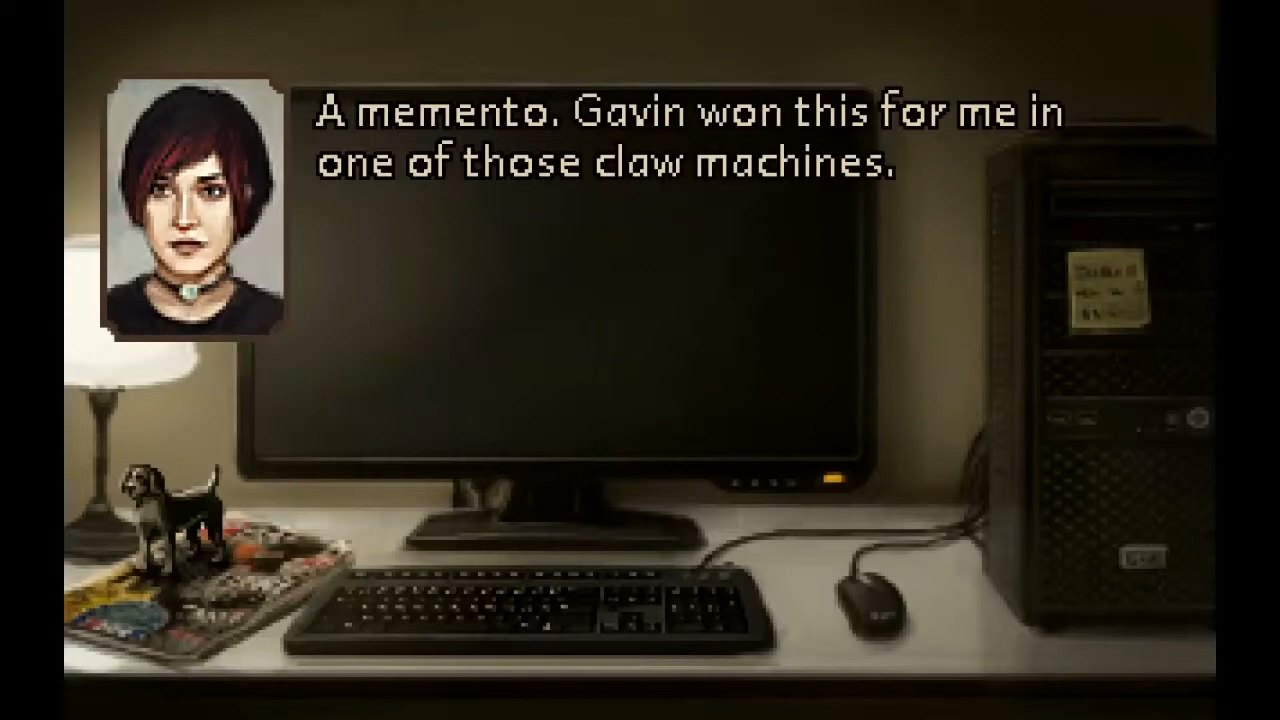 A memento. Gavin won this for me in
one of those claw machines.